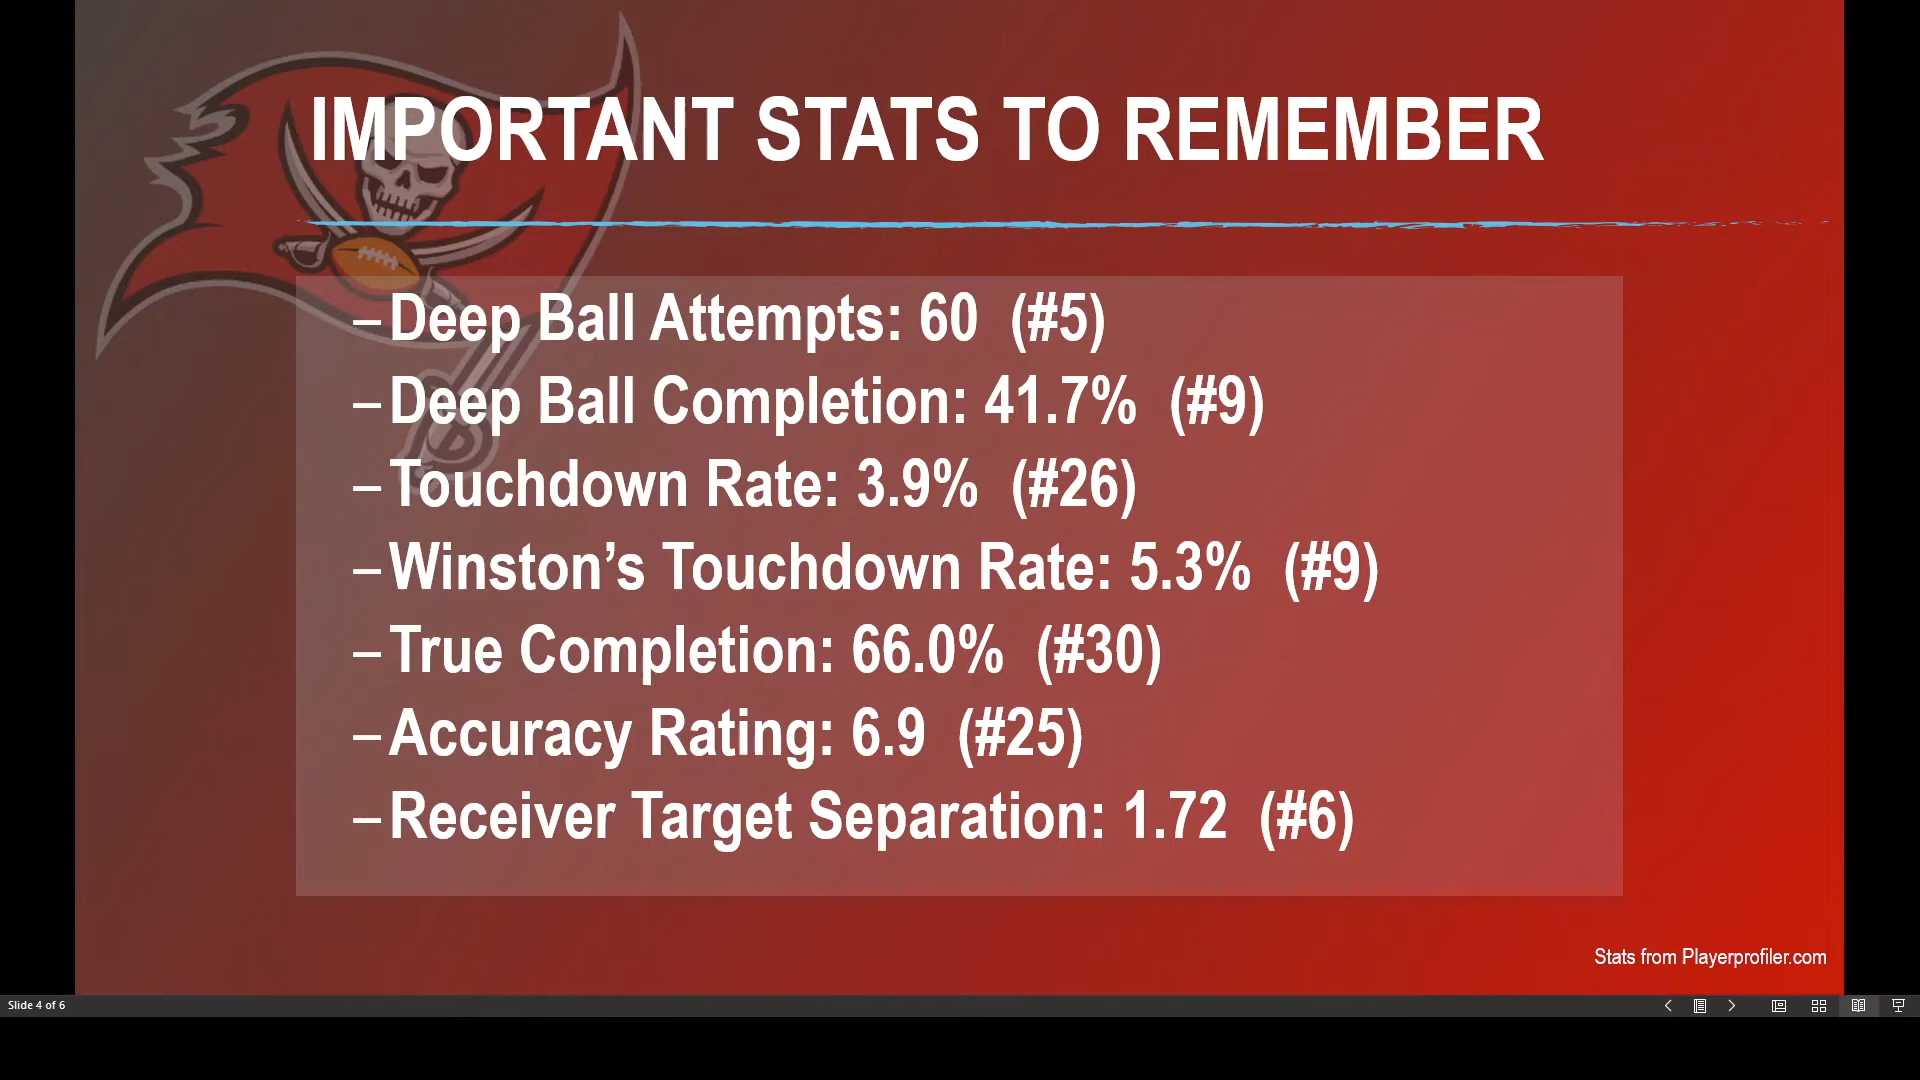 IMPORTANT STATS TO REMEMBER
–Deep Ball Attempts: 60 (#5)
–Deep Ball Completion: 41.7% (#9)
–Touchdown Rate: 3.9% (#26)
–Winston’s Touchdown Rate: 5.3% (#9)
–True Completion: 66.0% (#30)
–Accuracy Rating: 6.9 (#25)
–Receiver Target Separation: 1.72 (#6)
Stats from Playerprofiler.com
Slide 4 of 6